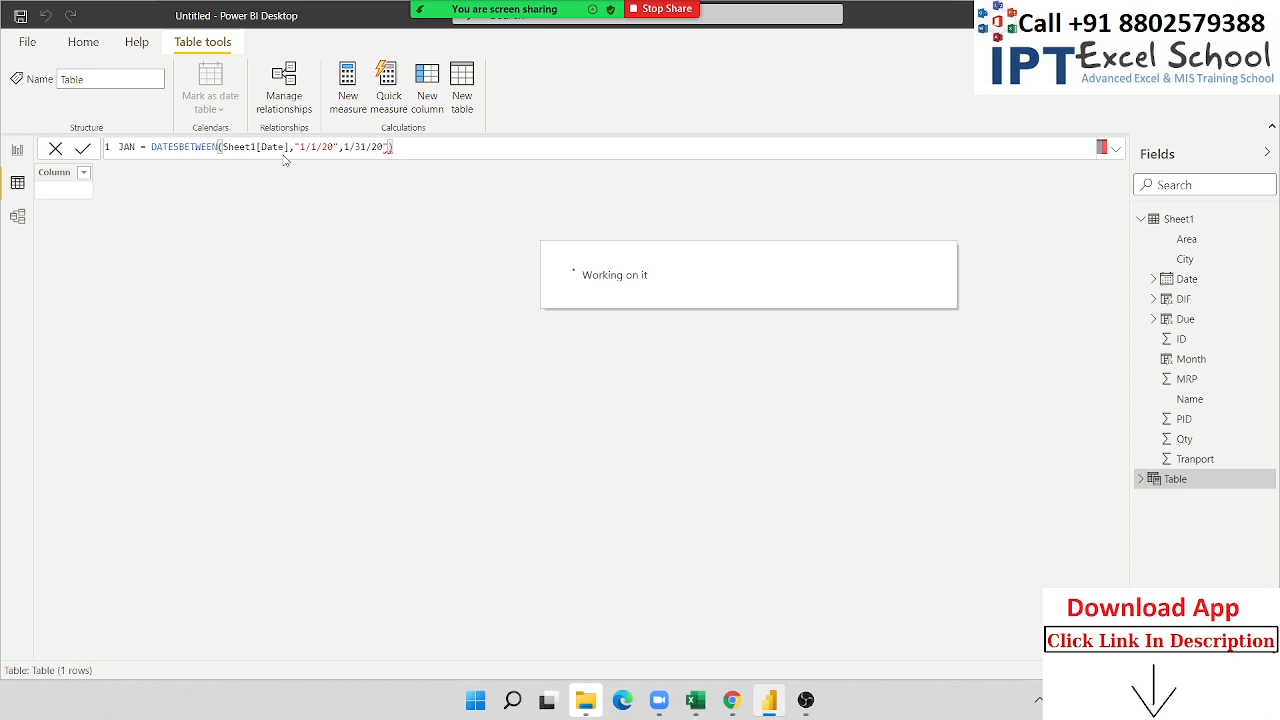 Untitled - Power BI Desktop
You are screen sharing
Stop Share
Call +91 8802579388
IPT Excel School
Advanced Excel & MIS Training School
File
Home
Help
Table tools
Name
Table
Mark as date table
Manage relationships
New measure
Quick measure
New column
New table
Structure
Calendars
Relationships
Calculations
1 JAN = DATESBETWEEN(Sheet1[Date],"1/1/20",1/31/20")
Column
Working on it
Fields
Search
Sheet1
Area
City
Date
DIF
Due
ID
Month
MRP
Name
PID
Qty
Tranport
Table
Download App
Click Link In Description
Table: Table (1 rows)